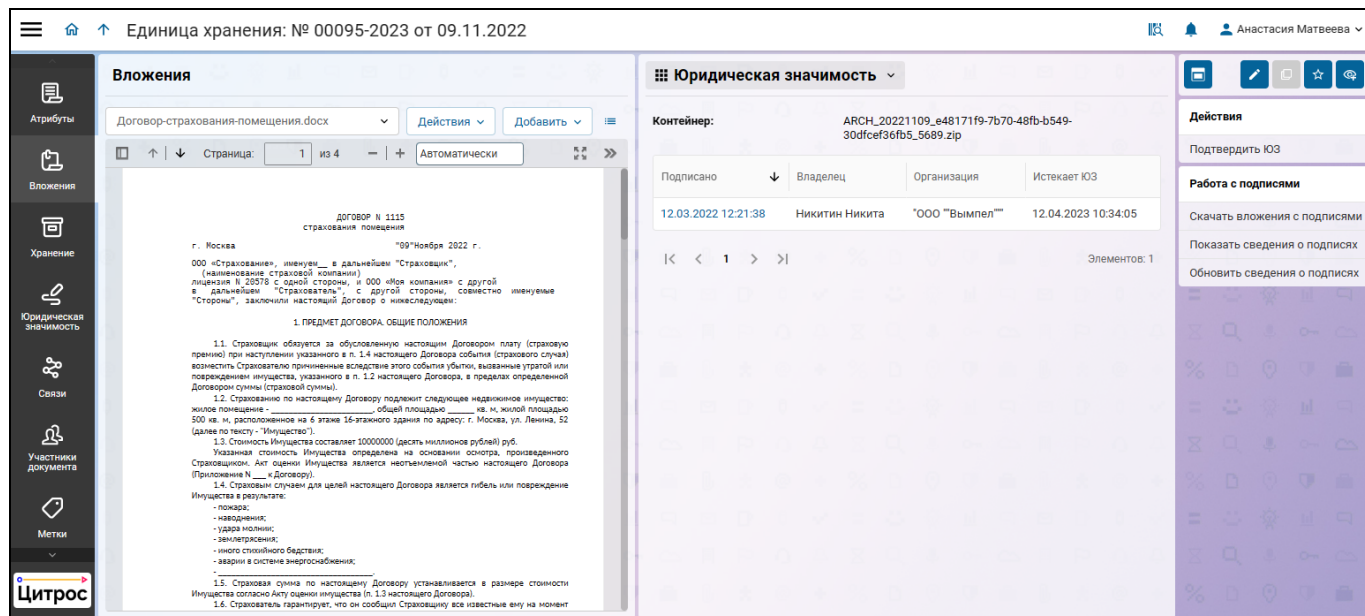 Единица хранения: № 00095-2023 от 09.11.2022
Анастасия Матвеева
Атрибуты
Вложения
Хранение
Юридическая
значимость
Связи
Участники
документа
Метки
Цитрос
Вложения
Договор-страхования-помещения.docx
Действия
Добавить
Страница: 1 из 4
Автоматически
ДОГОВОР N 1115
страхования помещения
г. Москва "09"Ноября 2022 г.
ООО «Страхование», именуем__ в дальнейшем "Страховщик",
(наименование страховой компании)
лицензия N 20578 с одной стороны, и ООО «Моя компания» с другой
в дальнейшем "Страхователь", с другой стороны, совместно именуемые
"Стороны", заключили настоящий Договор о нижеследующем:
1. ПРЕДМЕТ ДОГОВОРА. ОБЩИЕ ПОЛОЖЕНИЯ
1.1. Страховщик обязуется за обусловленную настоящим Договором плату (страховую
премию) при наступлении указанного в п. 1.4 настоящего Договора события (страхового случая)
возместить Страхователю причиненные вследствие этого события убытки, вызванные утратой или
повреждением имущества, указанного в п. 1.2 настоящего Договора, в пределах определенной
Договором суммы (страховой суммы).
1.2. Страхованию по настоящему Договору подлежит следующее недвижимое имущество:
жилое помещение - ____________________, общей площадью ______ кв. м, жилой площадью
500 кв. м, расположенное на 6 этаже 16-этажного здания по адресу: г. Москва, ул. Ленина, 52
(далее по тексту - "Имущество").
1.3. Стоимость Имущества составляет 10000000 (десять миллионов рублей) руб.
Указанная стоимость Имущества определена на основании осмотра, произведенного
Страховщиком. Акт оценки Имущества является неотъемлемой частью настоящего Договора
(Приложение N ___ к Договору).
1.4. Страховым случаем для целей настоящего Договора является гибель или повреждение
Имущества в результате:
- пожара;
- наводнения;
- удара молнии;
- землетрясения;
- иного стихийного бедствия;
- аварии в системе энергоснабжения;
- ______________________________.
1.5. Страховая сумма по настоящему Договору устанавливается в размере стоимости
Имущества согласно Акту оценки имущества (п. 1.3 настоящего Договора).
1.6. Страхователь гарантирует, что он сообщил Страховщику все известные ему на момент
Юридическая значимость
Контейнер: ARCH_20221109_e48171f9-7b70-48fb-b549-
30dfcef36fb5_5689.zip
Подписано Владелец Организация Истекает ЮЗ
12.03.2022 12:21:38 Никитин Никита "ООО ""Вымпел""" 12.04.2023 10:34:05
1
Элементов: 1
Действия
Подтвердить ЮЗ
Работа с подписями
Скачать вложения с подписями
Показать сведения о подписях
Обновить сведения о подписях